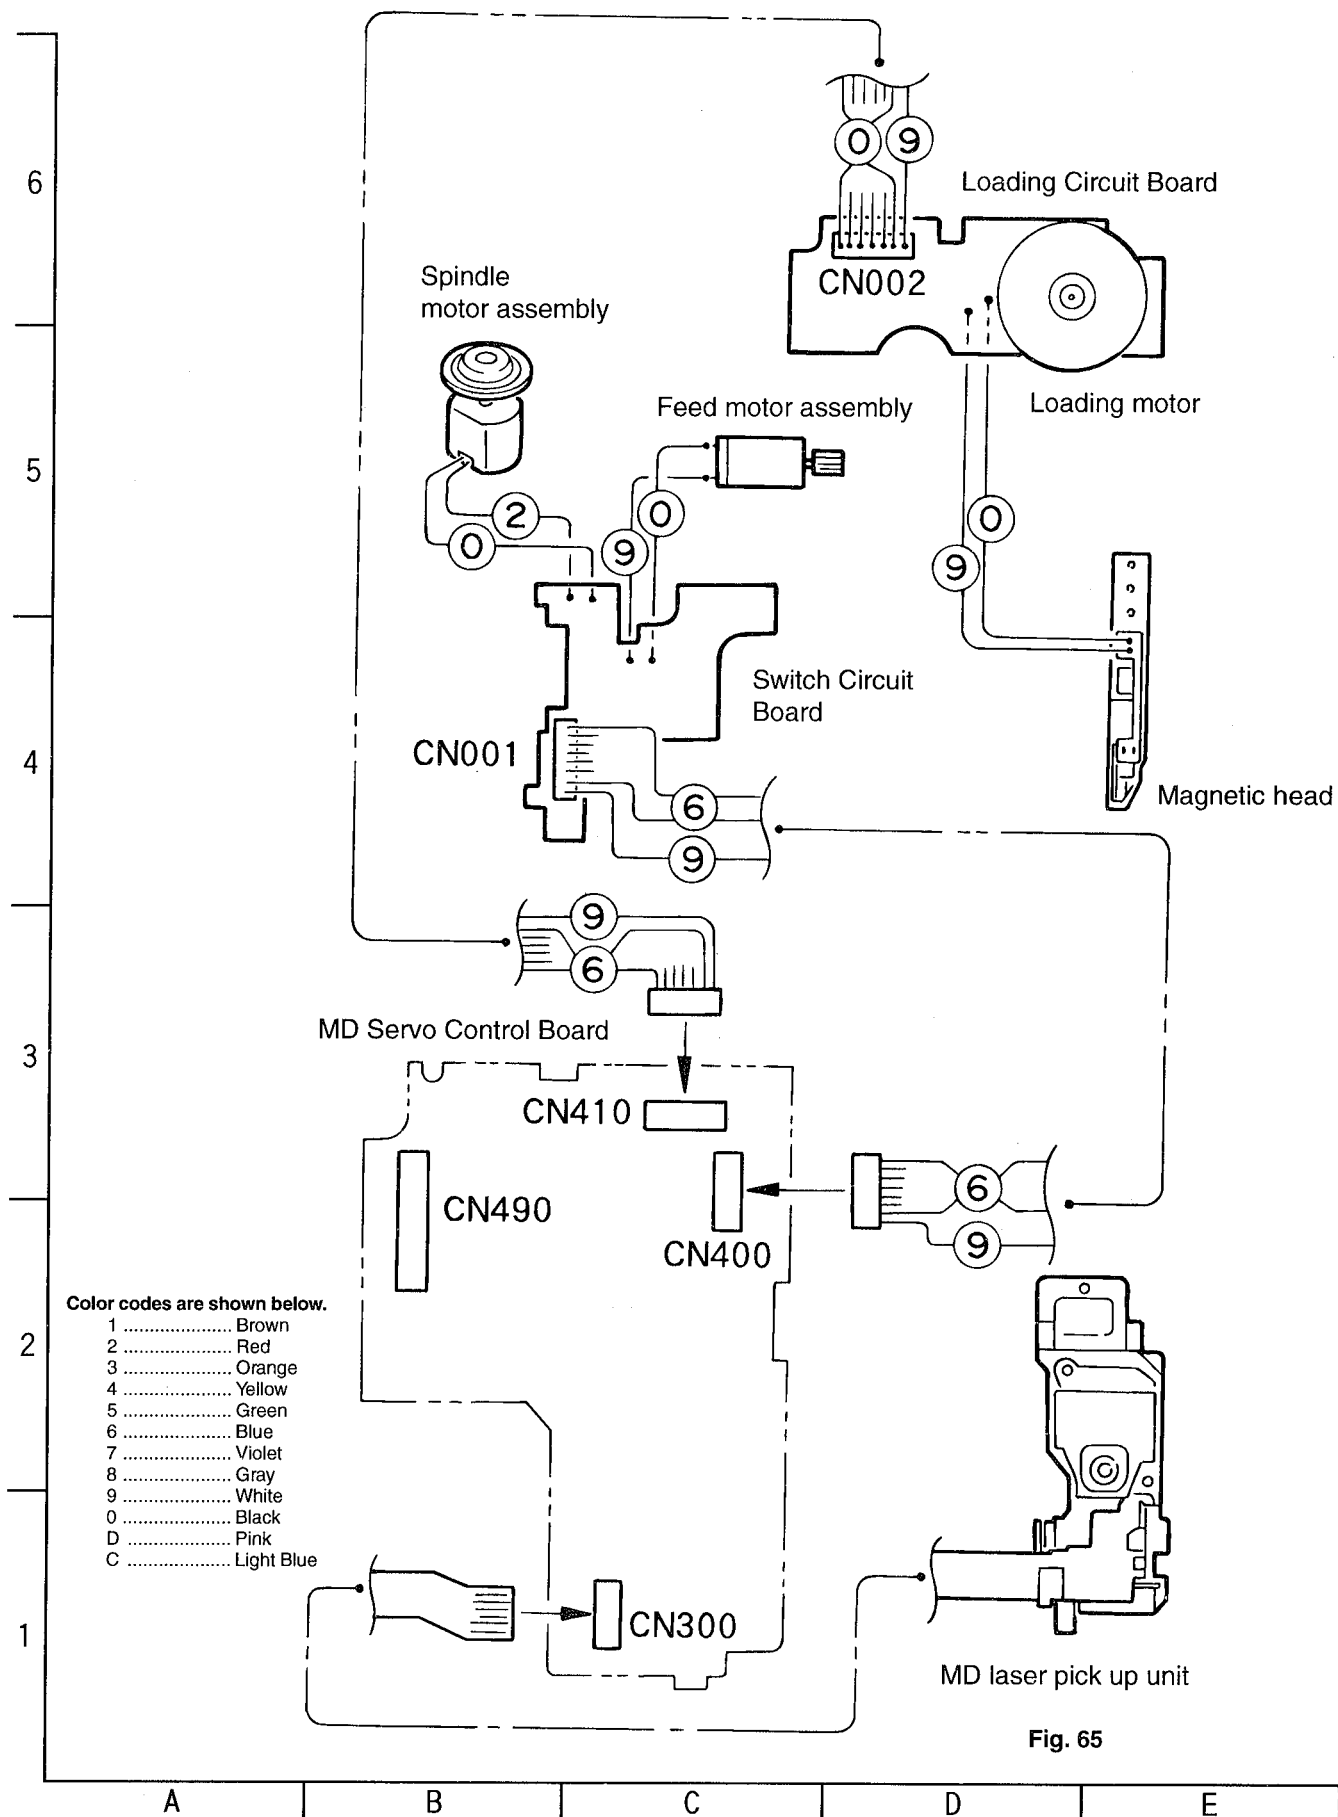 6
0 9
Loading Circuit Board
CN002
Spindle
motor assembly
Feed motor assembly
Loading motor
5
2
0
0
9
0
9
Switch Circuit
Board
CN001
4
6
9
Magnetic head
9
6
MD Servo Control Board
3
CN410
CN490
CN400
6
9
Color codes are shown below.
1 .................... Brown
2 .................... Red
3 .................... Orange
4 .................... Yellow
5 .................... Green
6 .................... Blue
7 .................... Violet
8 .................... Gray
9 .................... White
0 .................... Black
D .................... Pink
C .................... Light Blue
2
1
CN300
MD laser pick up unit
Fig. 65
A B C D E